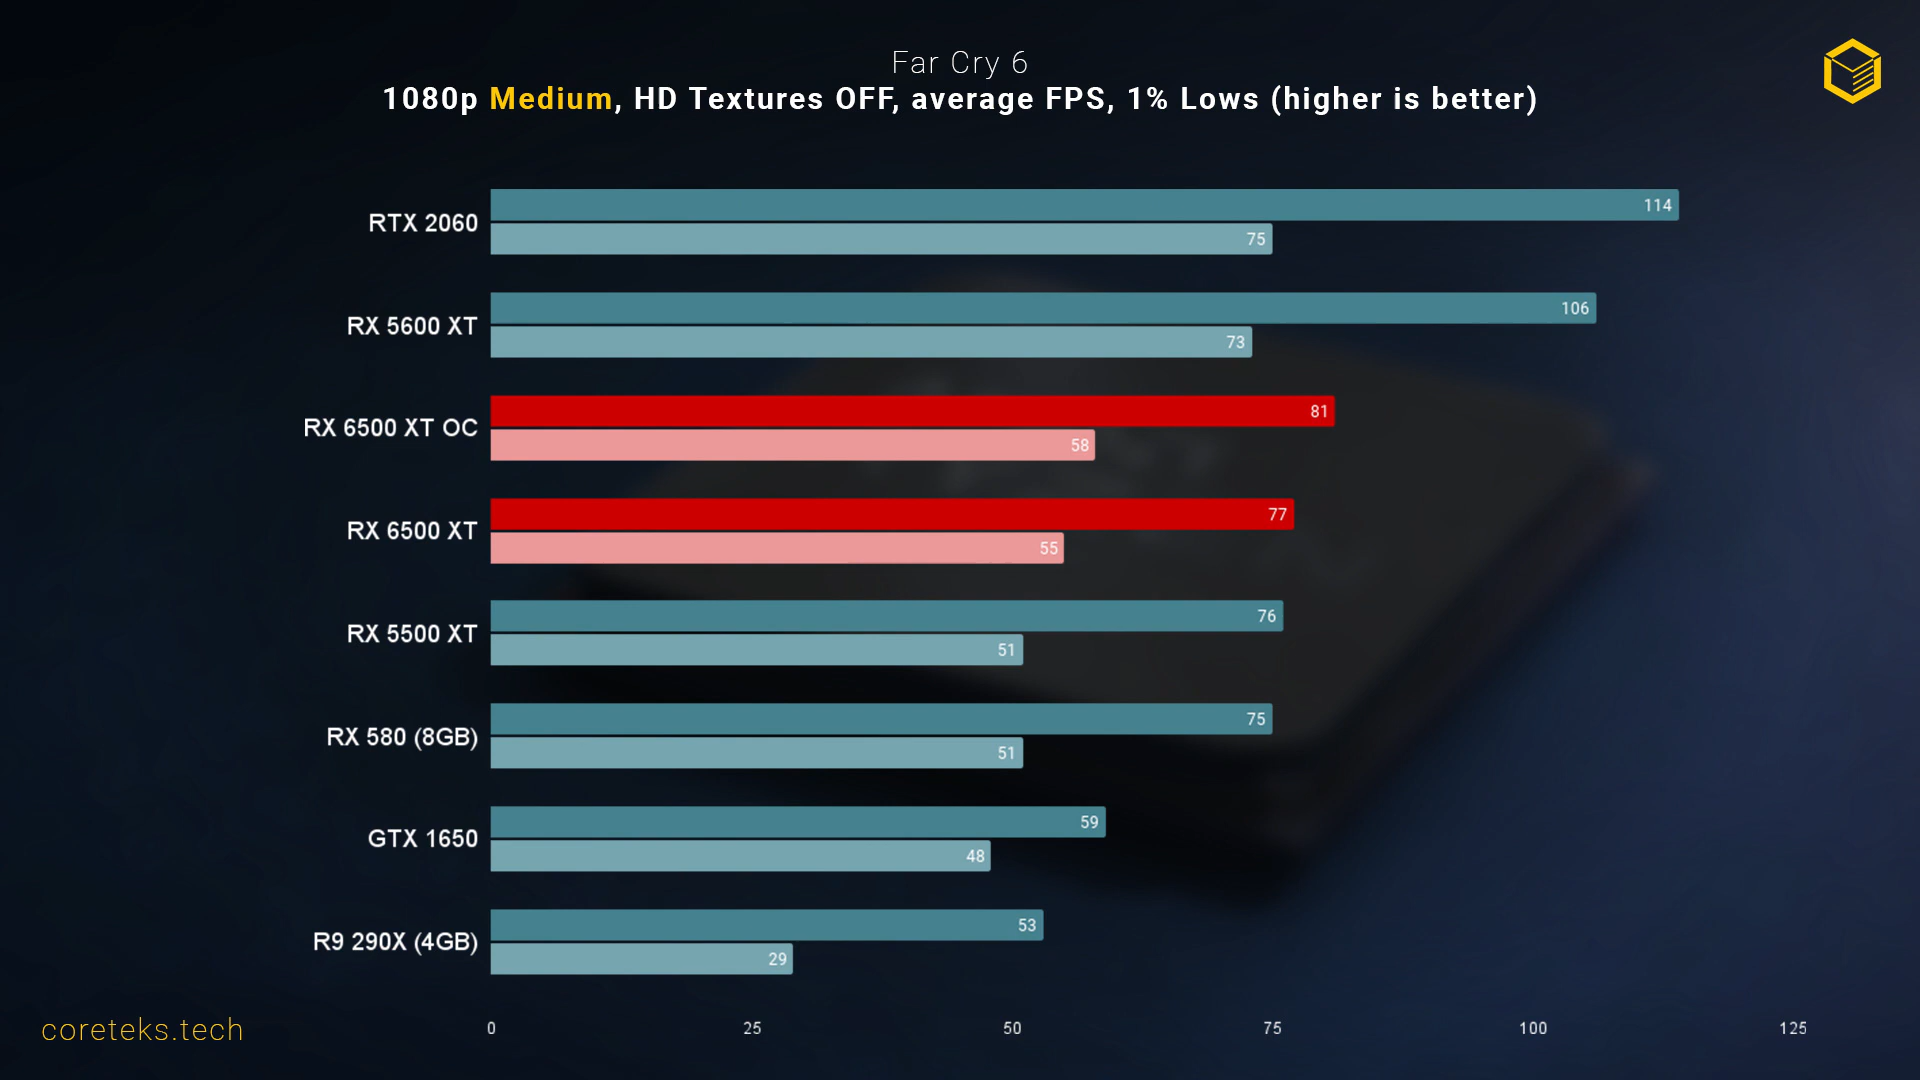 Far Cry 6
1080p Medium, HD Textures OFF, average FPS, 1% Lows (higher is better)
RTX 2060
114
75
RX 5600 XT
106
73
RX 6500 XT OC
81
58
RX 6500 XT
77
55
RX 5500 XT
76
51
RX 580 (8GB)
75
51
GTX 1650
59
48
R9 290X (4GB)
53
29
0 25 50 75 100 125
coreteks.tech